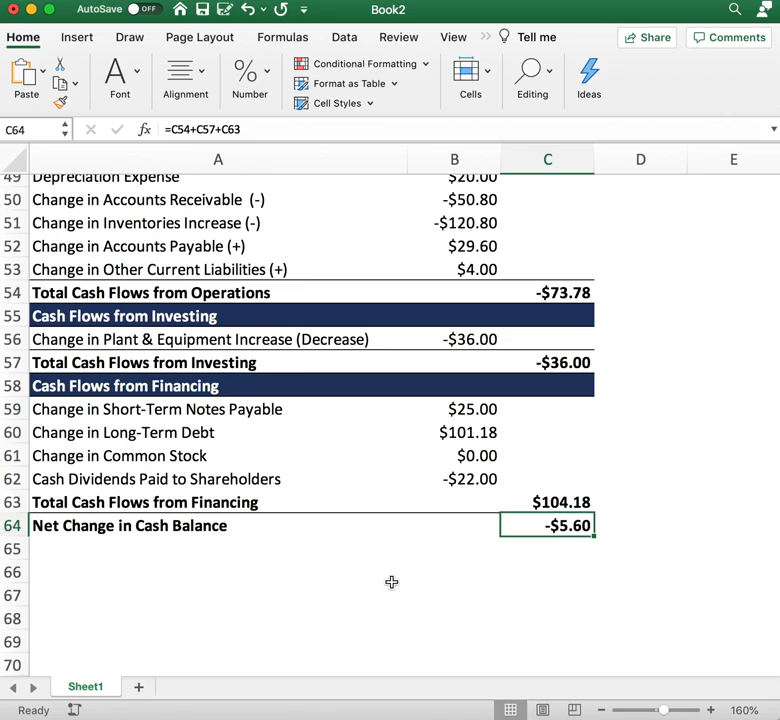 AutoSave OFF Book2
Home Insert Draw Page Layout Formulas Data Review View Tell me Share Comments
Paste Font Alignment % Number Conditional Formatting Format as Table Cell Styles Cells Editing Ideas
C64 fx =C54+C57+C63
A B C D E
49 Depreciation Expense $20.00
50 Change in Accounts Receivable (-) -$50.80
51 Change in Inventories Increase (-) -$120.80
52 Change in Accounts Payable (+) $29.60
53 Change in Other Current Liabilities (+) $4.00
54 Total Cash Flows from Operations -$73.78
55 Cash Flows from Investing
56 Change in Plant & Equipment Increase (Decrease) -$36.00
57 Total Cash Flows from Investing -$36.00
58 Cash Flows from Financing
59 Change in Short-Term Notes Payable $25.00
60 Change in Long-Term Debt $101.18
61 Change in Common Stock $0.00
62 Cash Dividends Paid to Shareholders -$22.00
63 Total Cash Flows from Financing $104.18
64 Net Change in Cash Balance -$5.60
65
66
67
68
69
70
Sheet1
Ready 160%